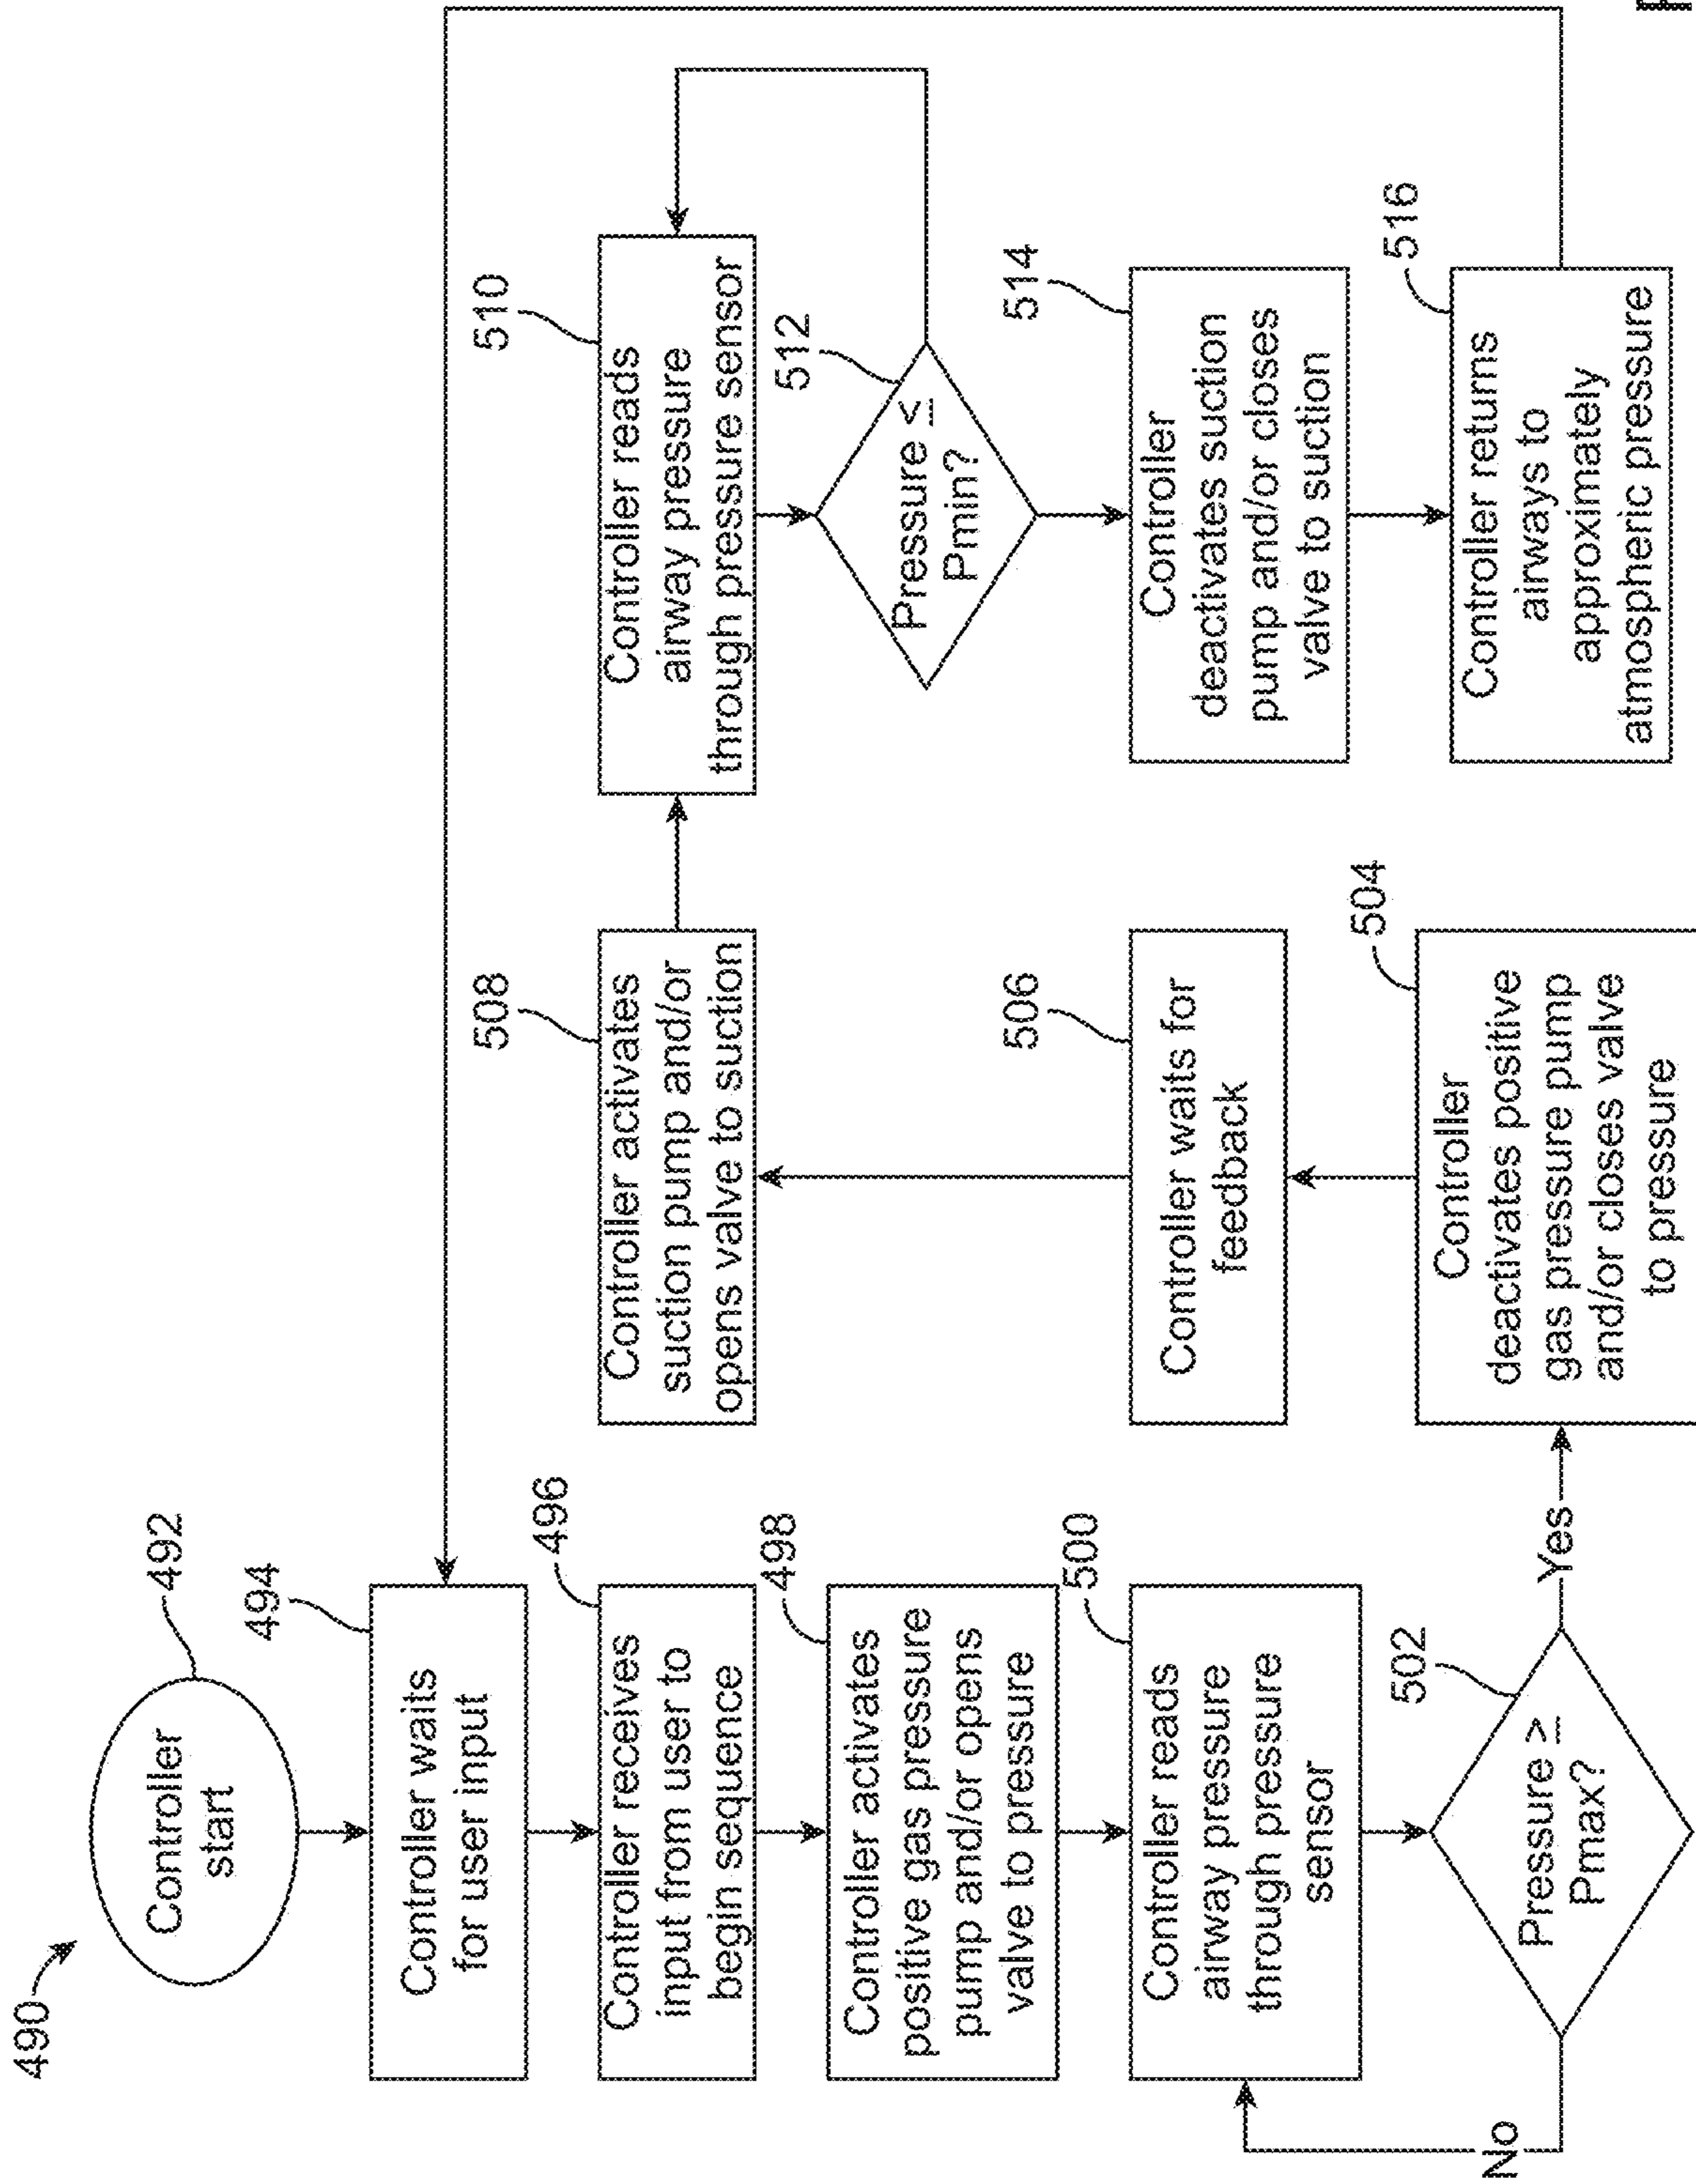 490
Controller
start
492
494
Controller waits
for user input
496
Controller receives
input from user to
begin sequence
498
Controller activates
positive gas pressure
pump and/or opens
valve to pressure
500
Controller reads
airway pressure
through pressure
sensor
502
Pressure ≥
Pmax?
No
Yes
504
Controller
deactivates positive
gas pressure pump
and/or closes valve
to pressure
506
Controller waits for
feedback
508
Controller activates
suction pump and/or
opens valve to suction
510
Controller reads
airway pressure
through pressure sensor
512
Pressure ≤
Pmin?
514
Controller
deactivates suction
pump and/or closes
valve to suction
516
Controller returns
airways to
approximately
atmospheric pressure